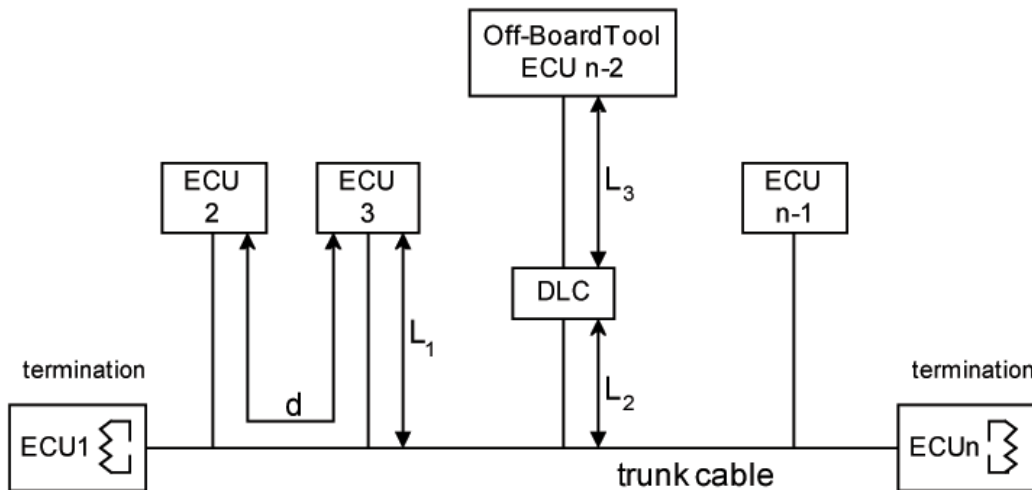 Off-BoardTool
ECU n-2
ECU
2
ECU
3
L3
ECU
n-1
DLC
L1
L2
termination
termination
d
ECU1
ECUn
trunk cable